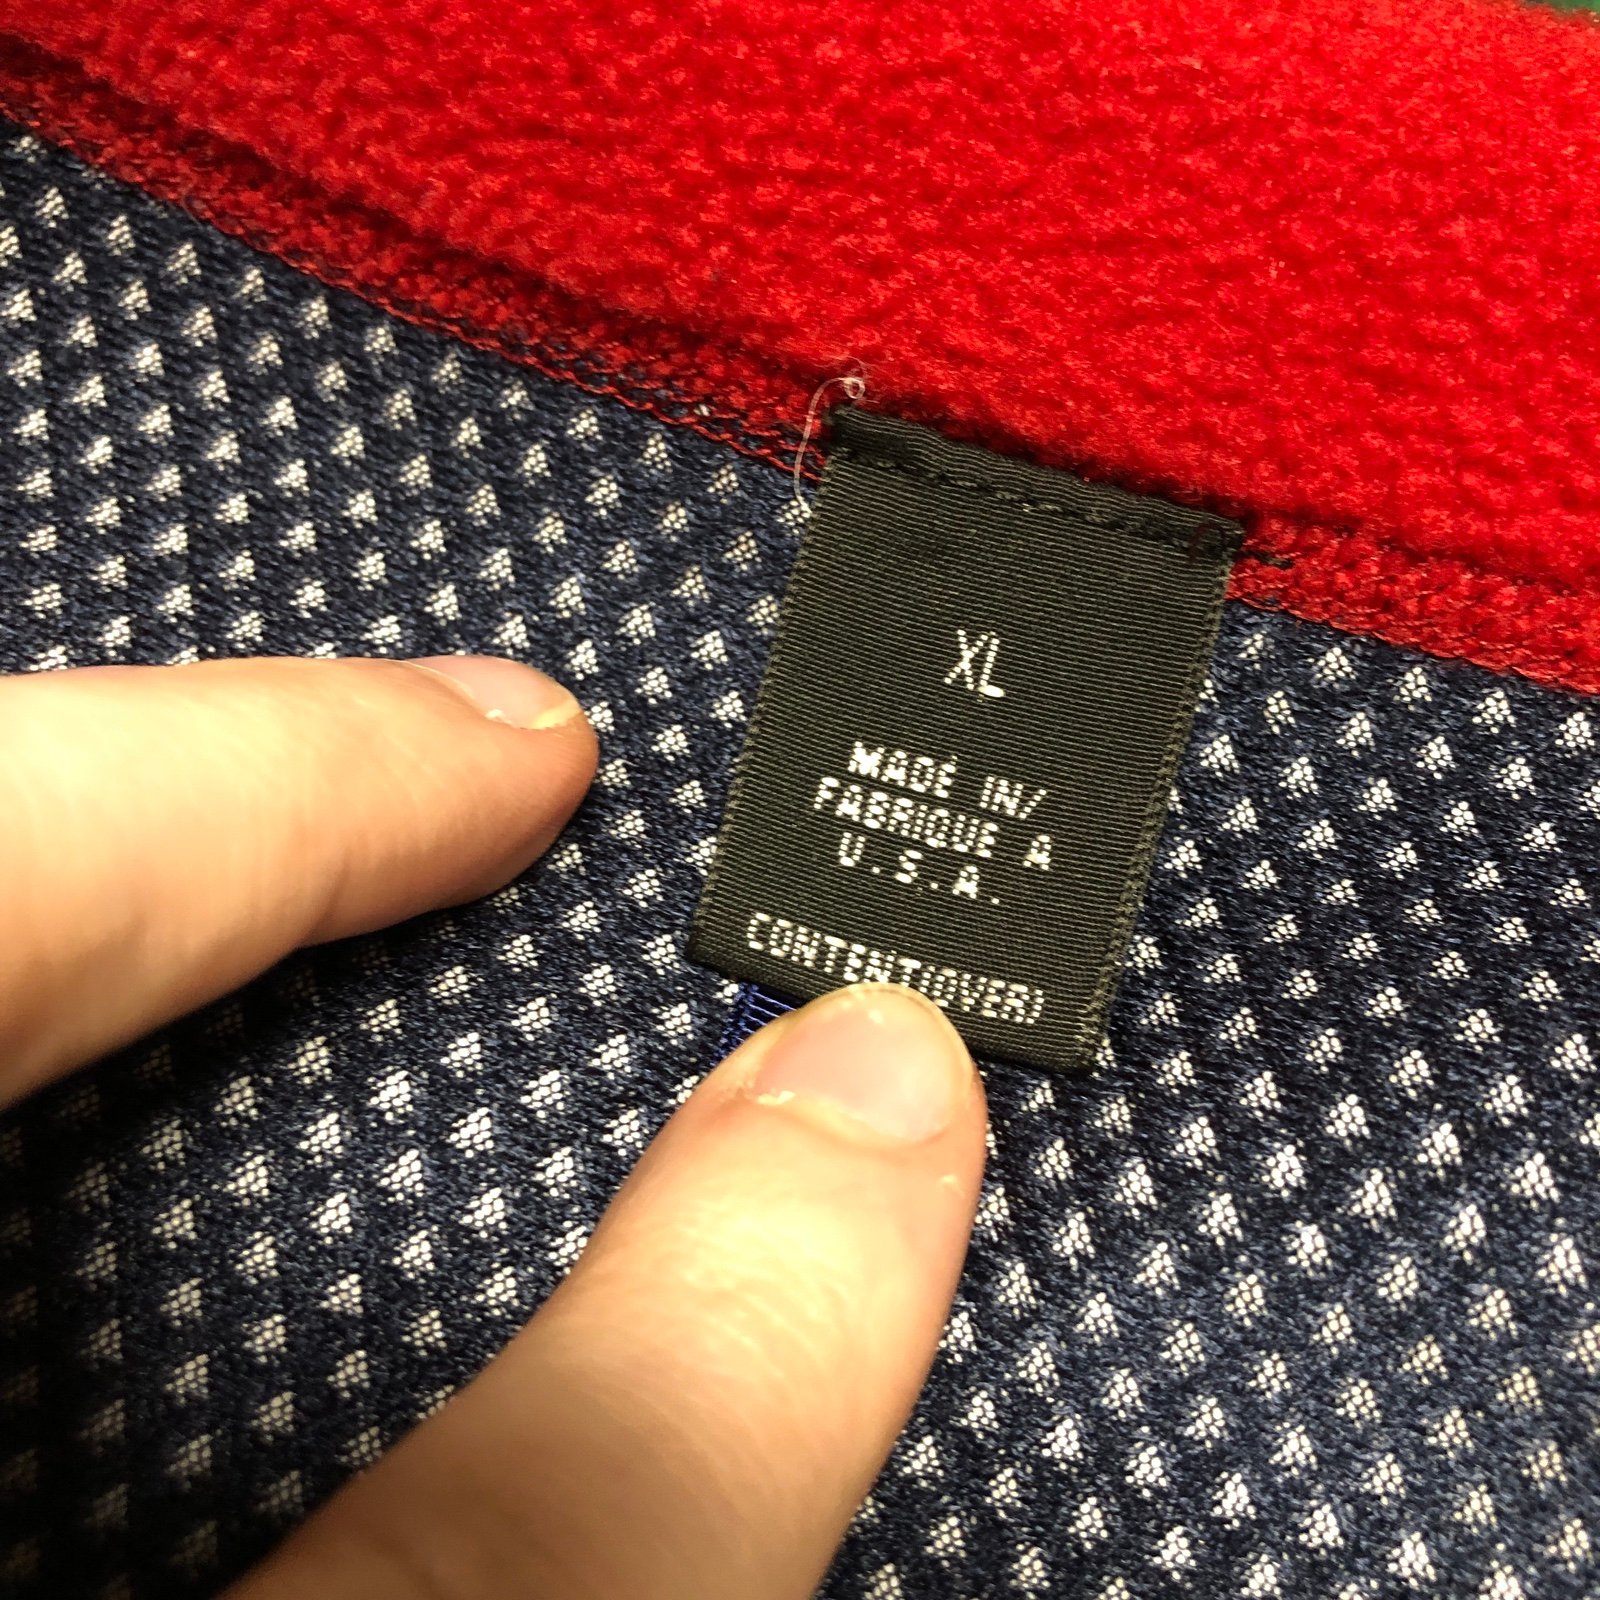 XL
MADE IN/
FABRIQUE A
U.S.A.
CONTENT(OVER)